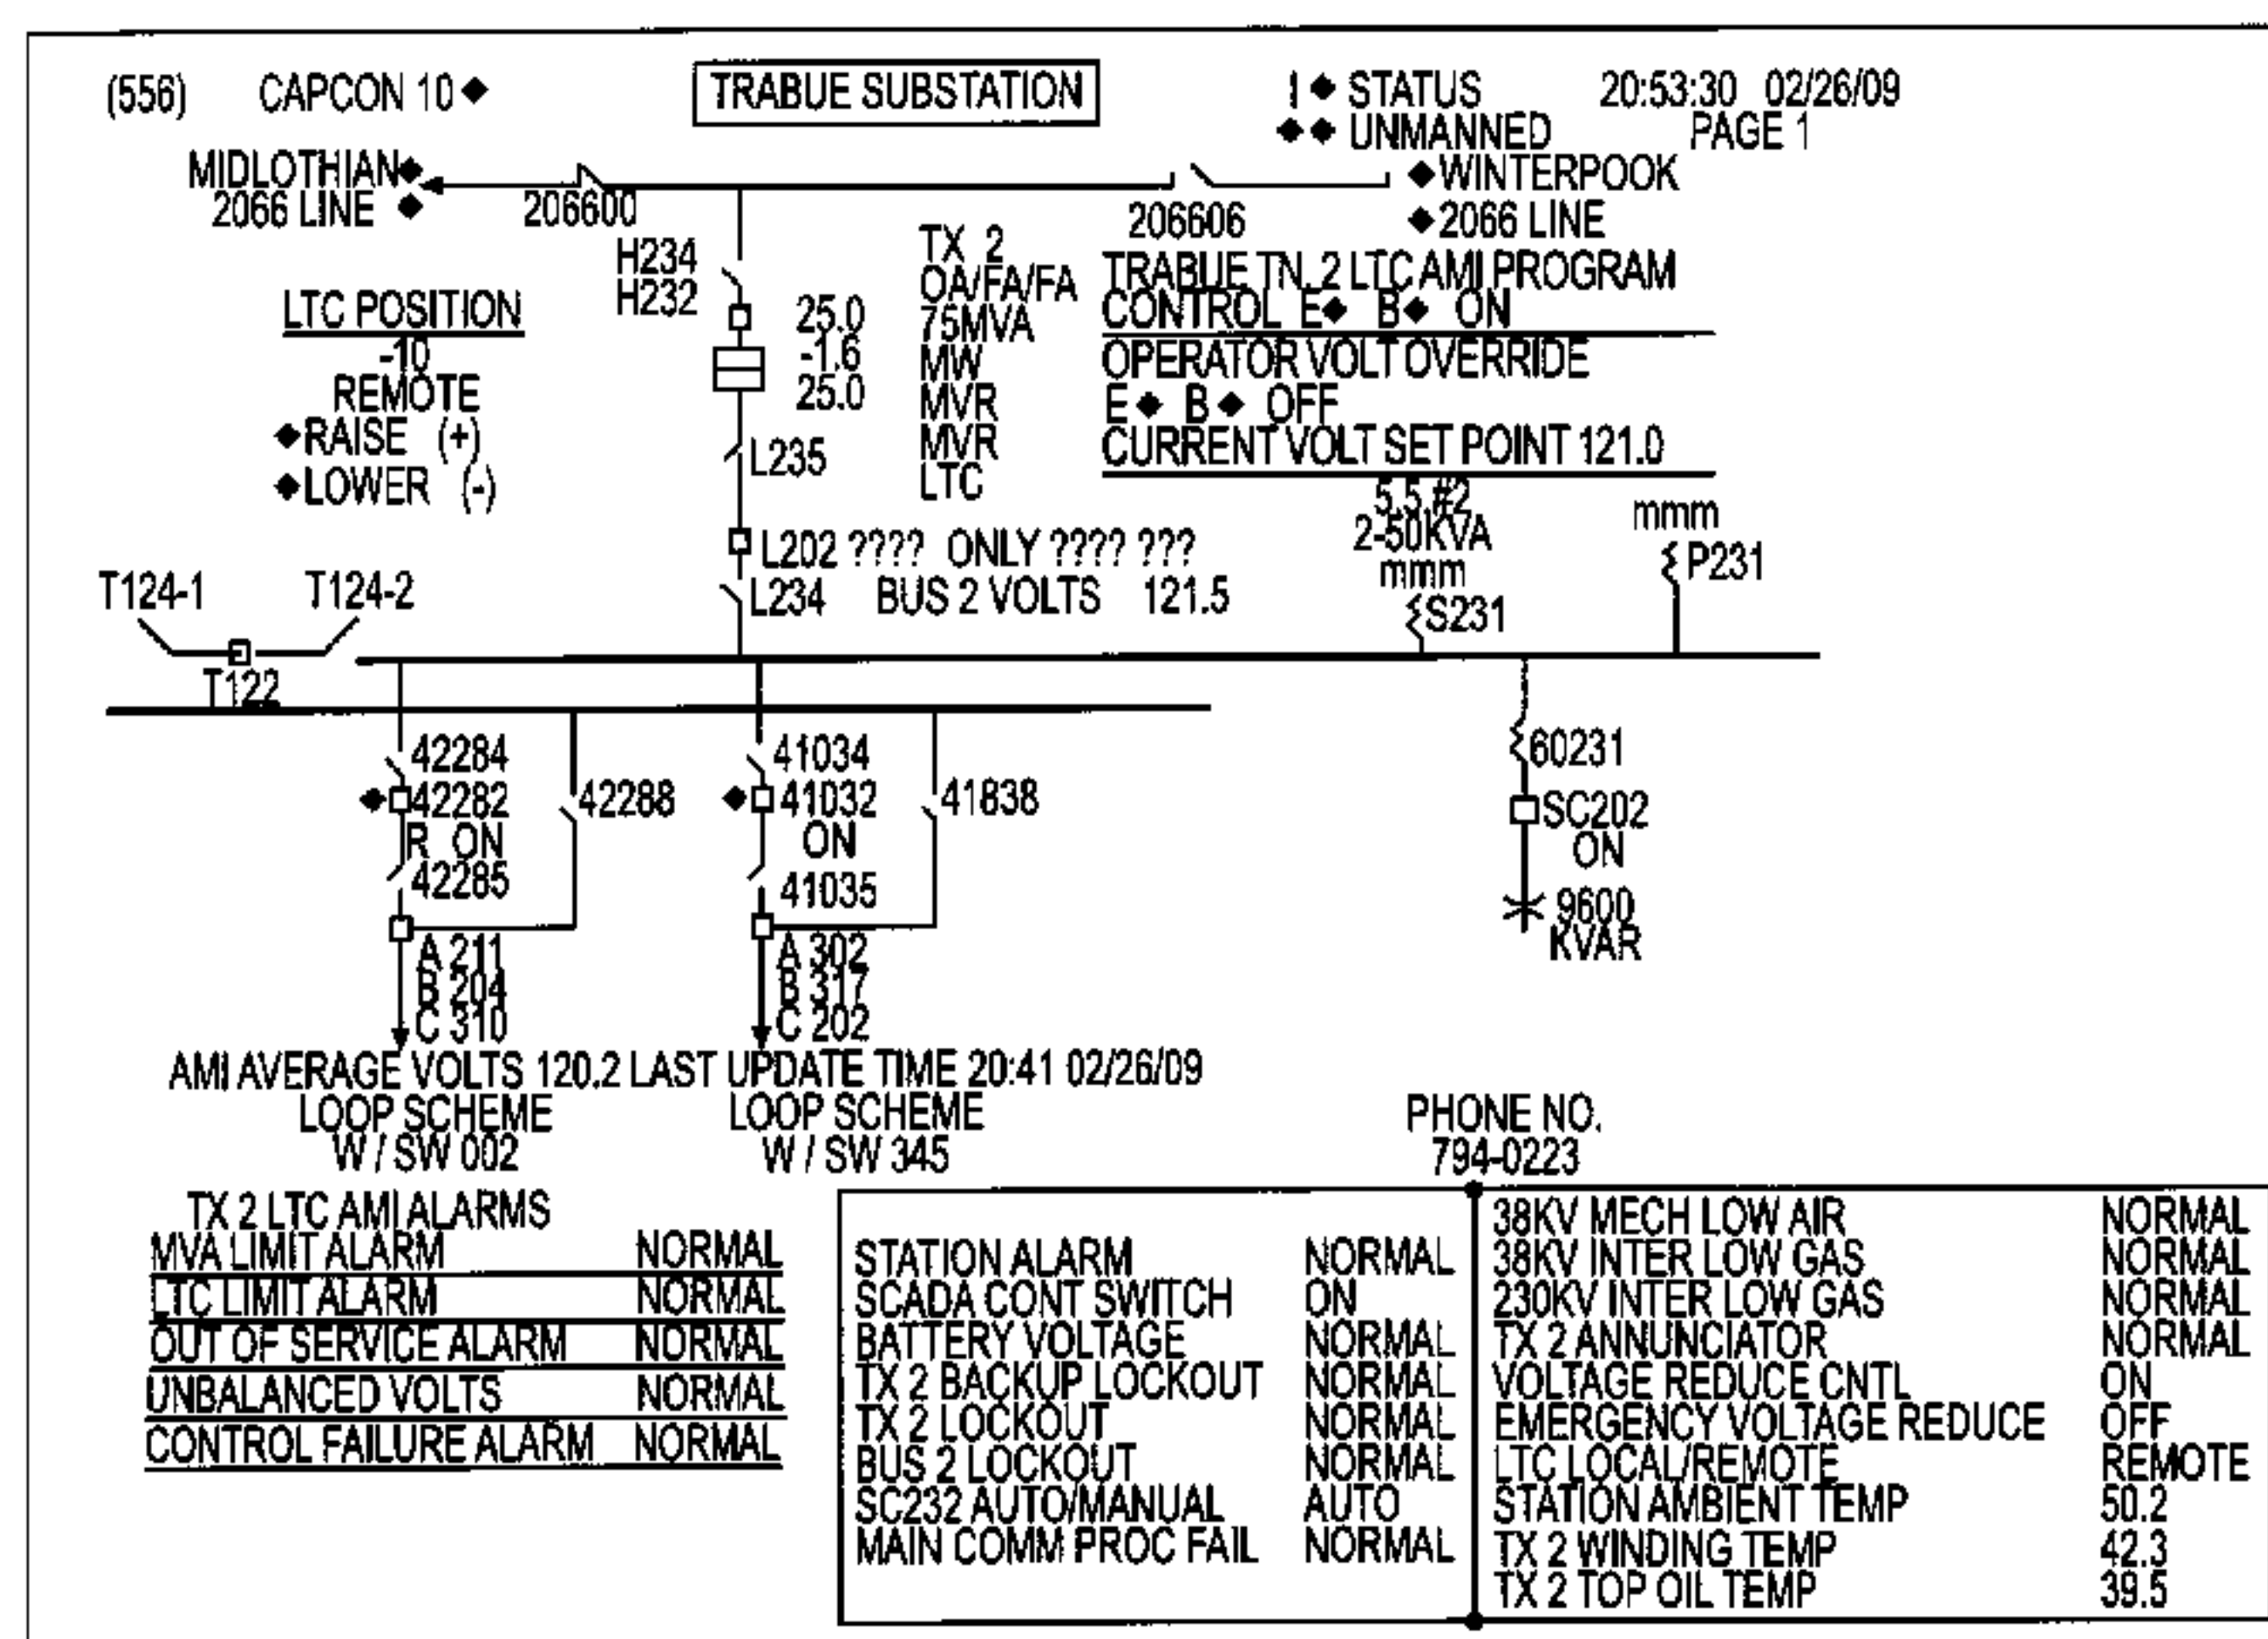 (556) CAPCON 10◆ TRABUE SUBSTATION !◆ STATUS 20:53:30 02/26/09
◆◆ UNMANNED PAGE 1
MIDLOTHIAN◆
2066 LINE ◆
206600
206606
◆WINTERPOOK
◆2066 LINE
H234
H232
LTC POSITION
-10
REMOTE
◆RAISE (+)
◆LOWER (-)
25.0
-1.6
25.0
TX 2
OA/FA/FA
75MVA
MW
MVR
MVR
LTC
TRABUE TN. 2 LTC AMI PROGRAM
CONTROL E◆ B◆ ON
OPERATOR VOLT OVERRIDE
E◆ B◆ OFF
CURRENT VOLT SET POINT 121.0
L235
5.5 #2
2-50KVA
mmm
S231
mmm
P231
L202 ???? ONLY ???? ???
L234 BUS 2 VOLTS 121.5
T124-1 T124-2
T122
42284
42282
R ON
42285
42288
41034
41032
ON
41035
41838
60231
SC202
ON
9600
KVAR
A 211
B 204
C 310
A 302
B 317
C 202
AMI AVERAGE VOLTS 120.2 LAST UPDATE TIME 20:41 02/26/09
LOOP SCHEME
W / SW 002
LOOP SCHEME
W / SW 345
PHONE NO.
794-0223
TX 2 LTC AMI ALARMS
MVA LIMIT ALARM NORMAL
LTC LIMIT ALARM NORMAL
OUT OF SERVICE ALARM NORMAL
UNBALANCED VOLTS NORMAL
CONTROL FAILURE ALARM NORMAL
STATION ALARM NORMAL
SCADA CONT SWITCH ON
BATTERY VOLTAGE NORMAL
TX 2 BACKUP LOCKOUT NORMAL
TX 2 LOCKOUT NORMAL
BUS 2 LOCKOUT NORMAL
SC232 AUTO/MANUAL AUTO
MAIN COMM PROC FAIL NORMAL
38KV MECH LOW AIR NORMAL
38KV INTER LOW GAS NORMAL
230KV INTER LOW GAS NORMAL
TX 2 ANNUNCIATOR NORMAL
VOLTAGE REDUCE CNTL ON
EMERGENCY VOLTAGE REDUCE OFF
LTC LOCAL/REMOTE REMOTE
STATION AMBIENT TEMP 50.2
TX 2 WINDING TEMP 42.3
TX 2 TOP OIL TEMP 39.5